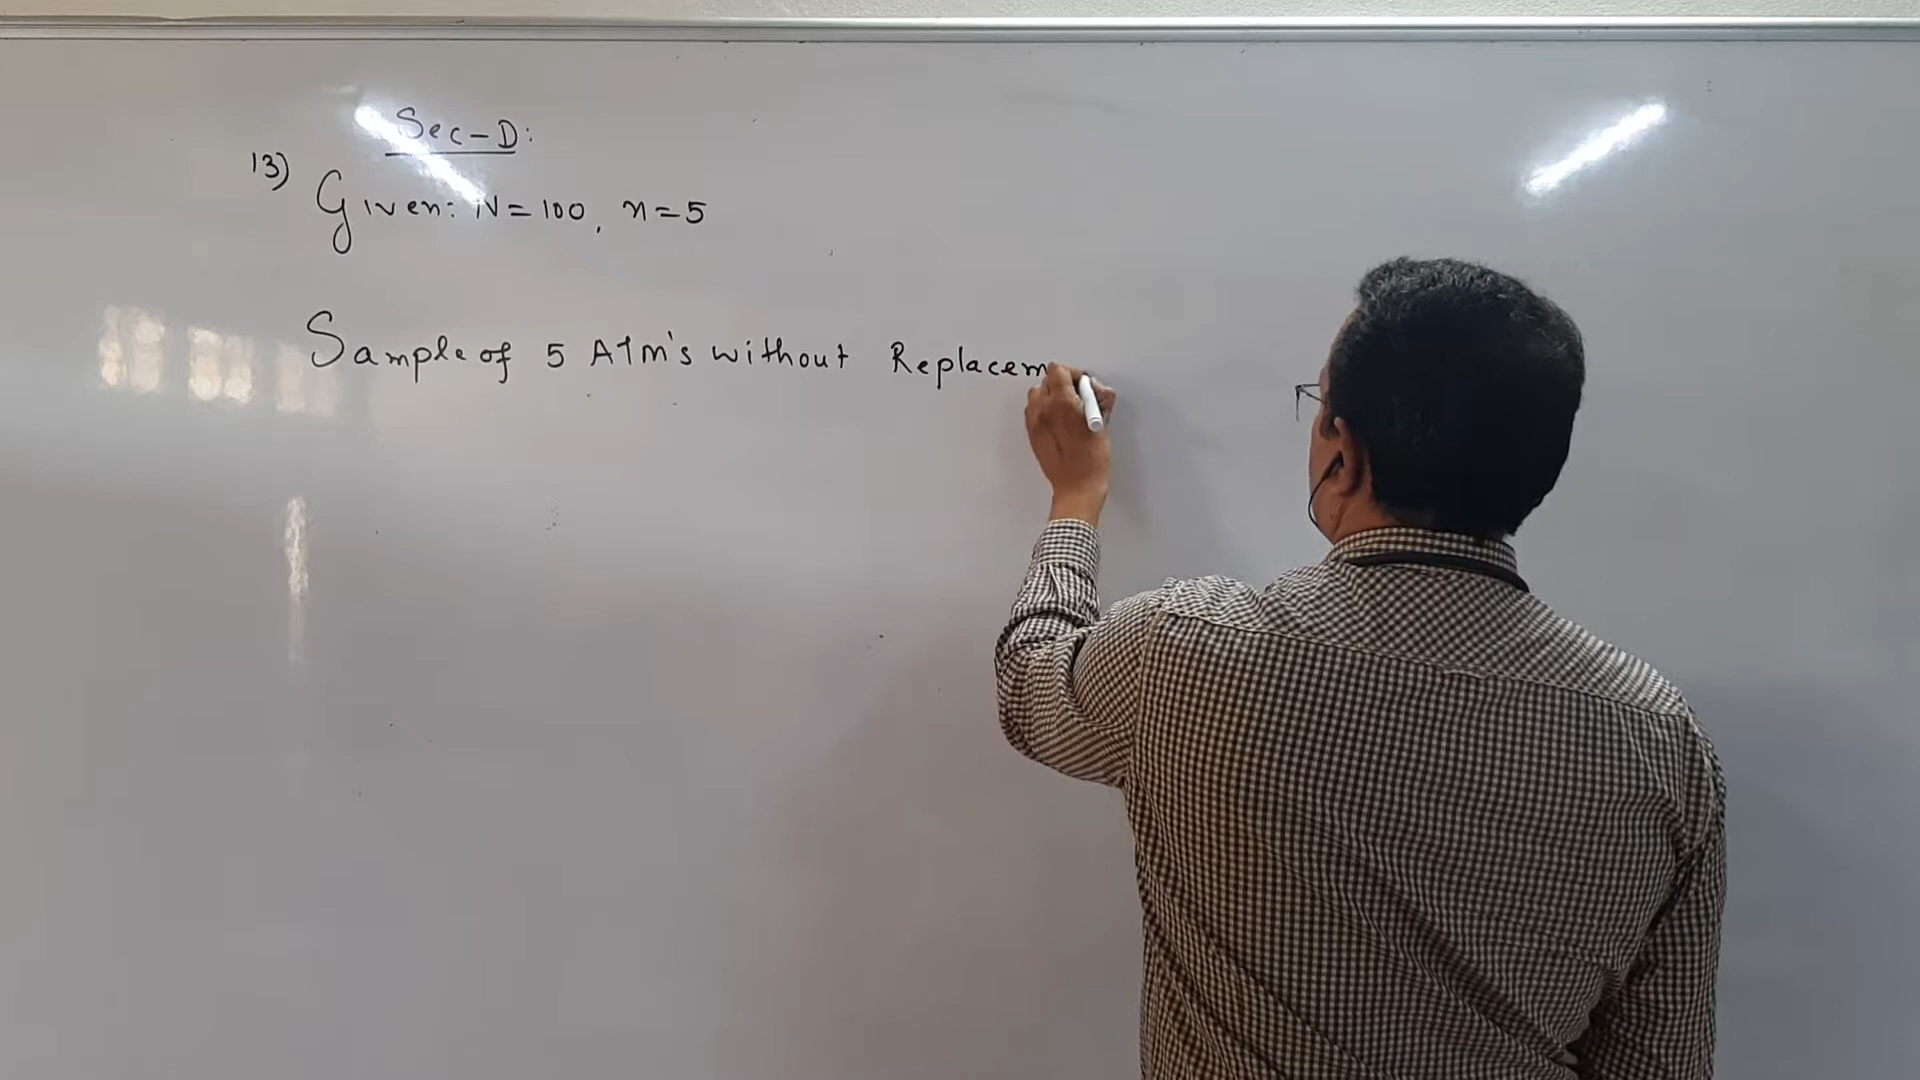 Sec-D:
13) Given: N=100, n=5
Sample of 5 ATM's without Replacem